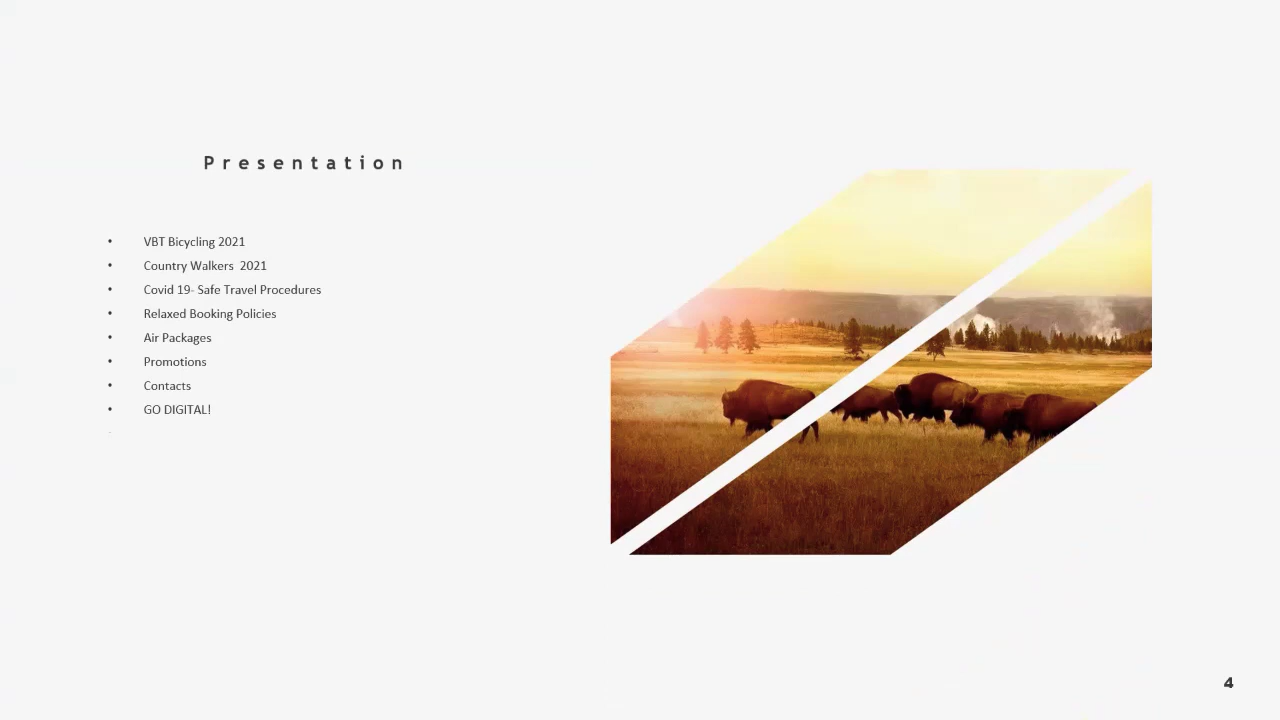 Presentation
• VBT Bicycling 2021
• Country Walkers  2021
• Covid 19- Safe Travel Procedures
• Relaxed Booking Policies
• Air Packages
• Promotions
• Contacts
• GO DIGITAL!
4